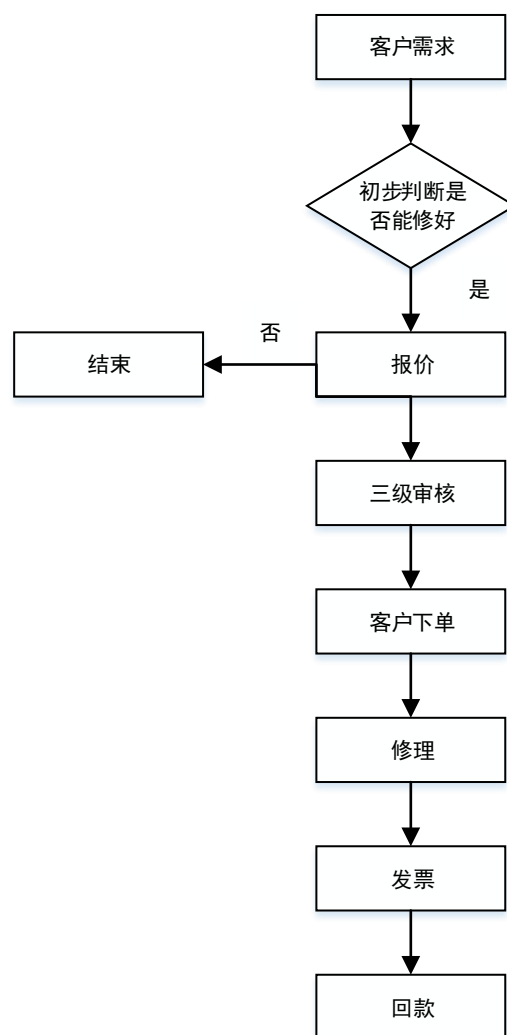 客户需求
初步判断是
否能修好
是
否
结束
报价
三级审核
客户下单
修理
发票
回款